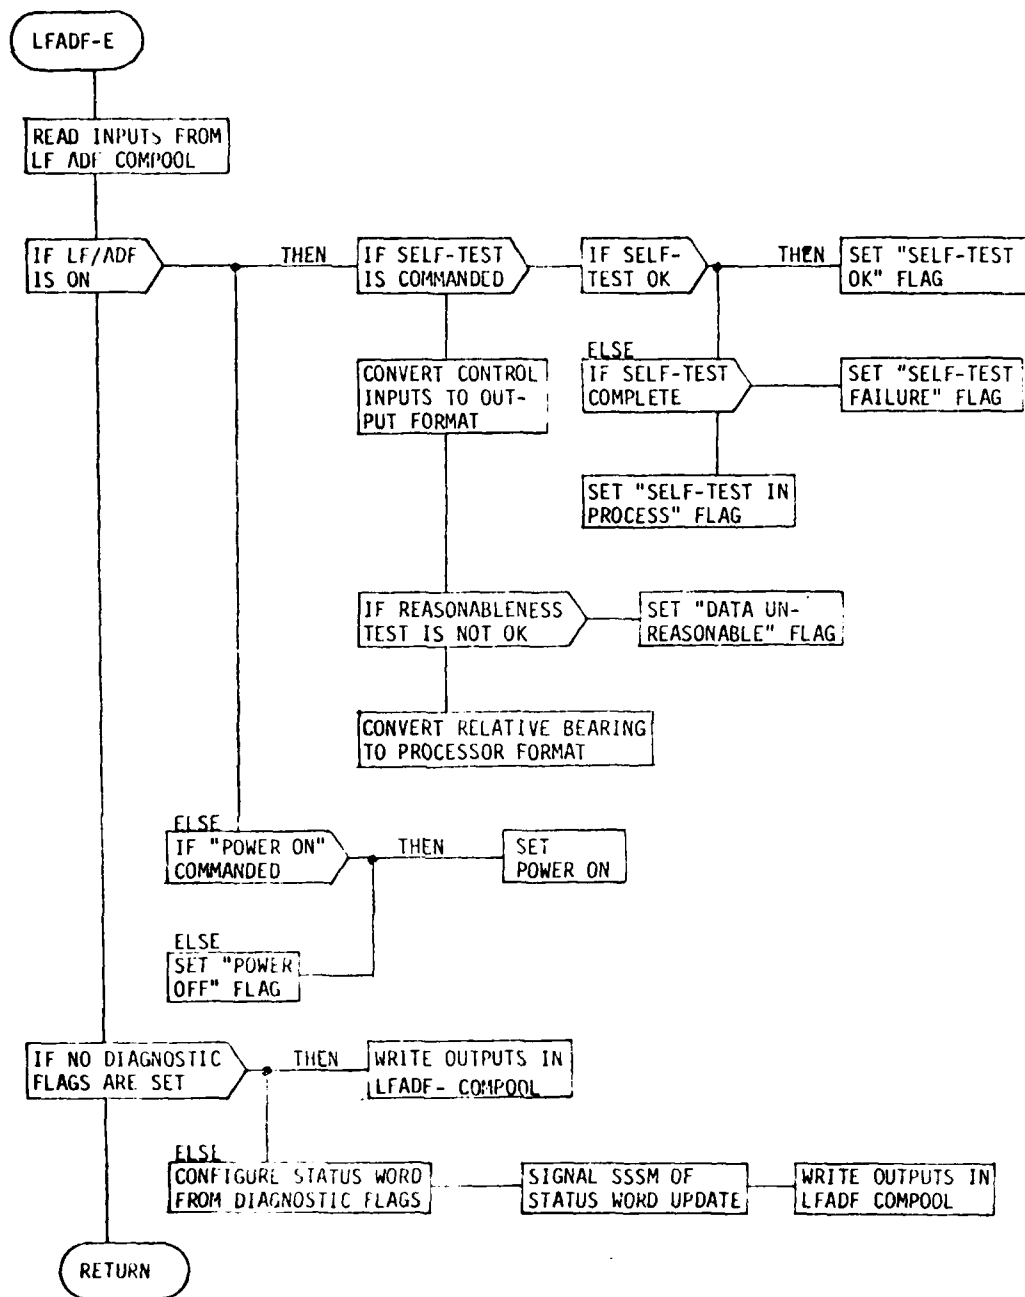 LFADF-E
READ INPUTS FROM
LF ADF COMPOOL
IF LF/ADF
IS ON
THEN
IF SELF-TEST
IS COMMANDED
IF SELF-
TEST OK
THEN
SET "SELF-TEST
OK" FLAG
ELSE
IF SELF-TEST
COMPLETE
SET "SELF-TEST
FAILURE" FLAG
SET "SELF-TEST IN
PROCESS" FLAG
CONVERT CONTROL
INPUTS TO OUT-
PUT FORMAT
IF REASONABLENESS
TEST IS NOT OK
SET "DATA UN-
REASONABLE" FLAG
CONVERT RELATIVE BEARING
TO PROCESSOR FORMAT
ELSE
IF "POWER ON"
COMMANDED
THEN
SET
POWER ON
ELSE
SET "POWER
OFF" FLAG
IF NO DIAGNOSTIC
FLAGS ARE SET
THEN
WRITE OUTPUTS IN
LFADF- COMPOOL
ELSE
CONFIGURE STATUS WORD
FROM DIAGNOSTIC FLAGS
SIGNAL SSSM OF
STATUS WORD UPDATE
WRITE OUTPUTS IN
LFADF COMPOOL
RETURN